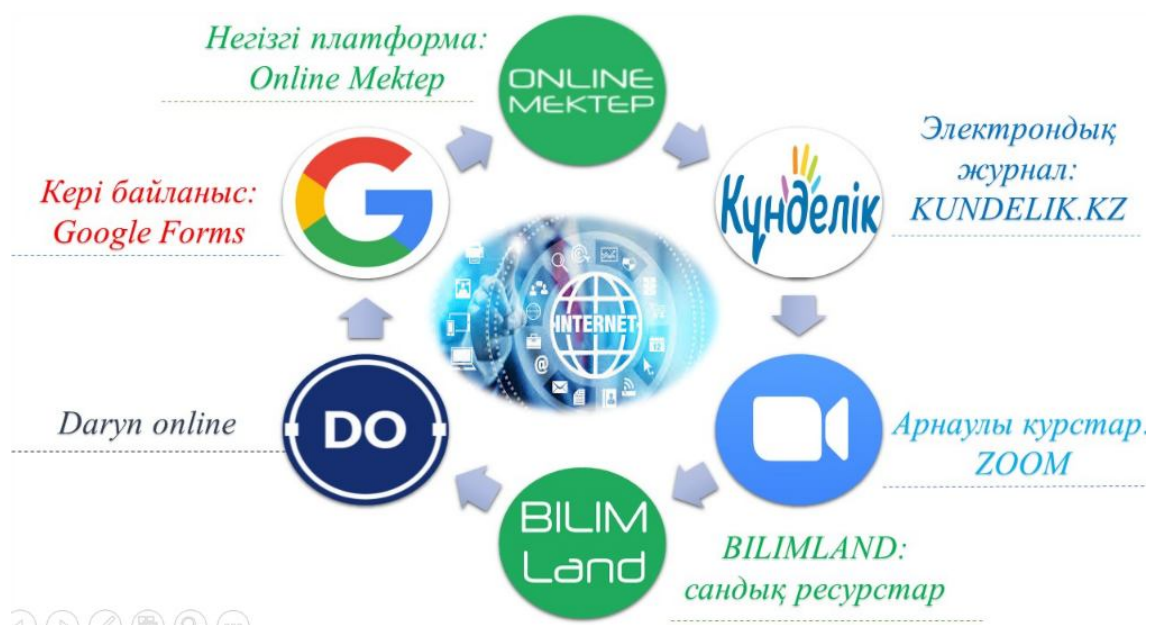 Негізгі платформа:
Online Mektep
ONLINE
MEKTEP
Электрондық
журнал:
KUNDELIK.KZ
Күнделік
Кері байланыс:
Google Forms
G
INTERNET
Daryn online
DO
Арнаулы курстар:
ZOOM
BILIM
Land
BILIMLAND:
сандық ресурстар